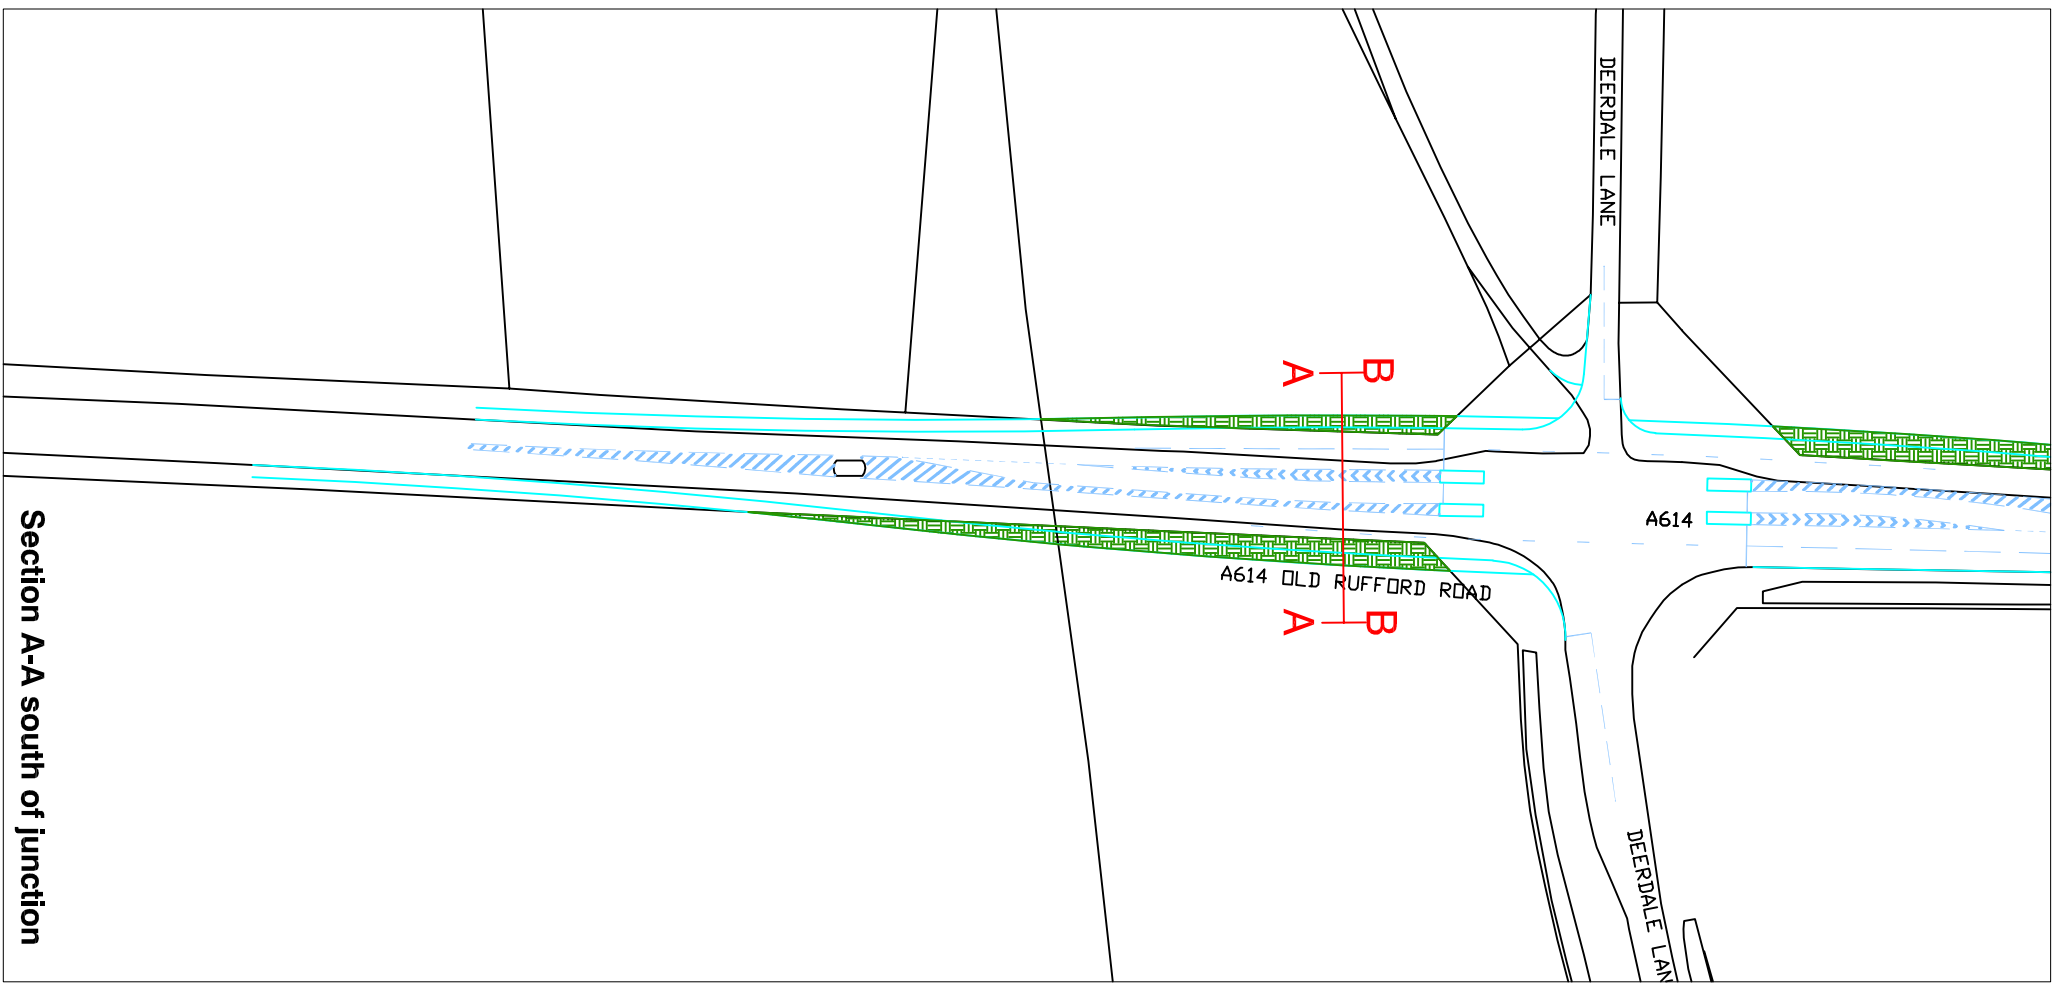 DEERDALE LANE
B
A
A614
A614 OLD RUFFORD ROAD
B
A
DEERDALE LAN
Section A-A south of junction